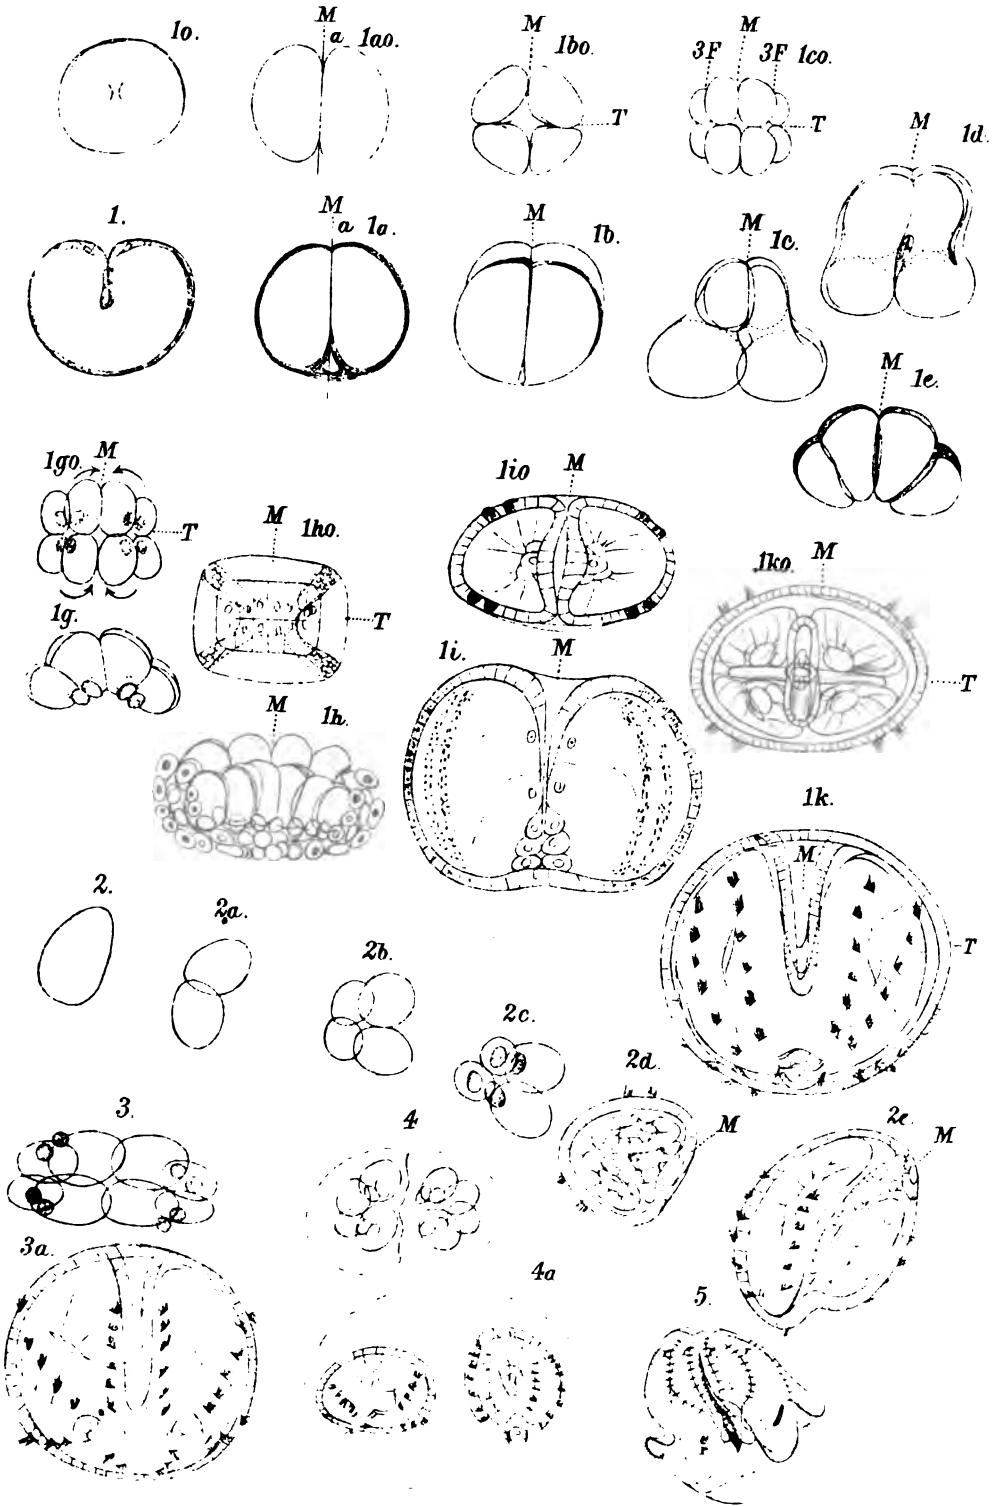 1o.
M
a
1ao.
M
1bo.
T
M
3F
3F
1co.
T
M
1d.
1.
M
a
1a.
M
1b.
M
1c.
M
1e.
1go.
M
T
1g.
M
1ho.
T
M
1h.
1io
M
M
1i.
1ko.
M
T
1k.
M
T
2.
2a.
2b.
2c.
2d.
M
2e.
M
3.
3a.
4
4a
5.